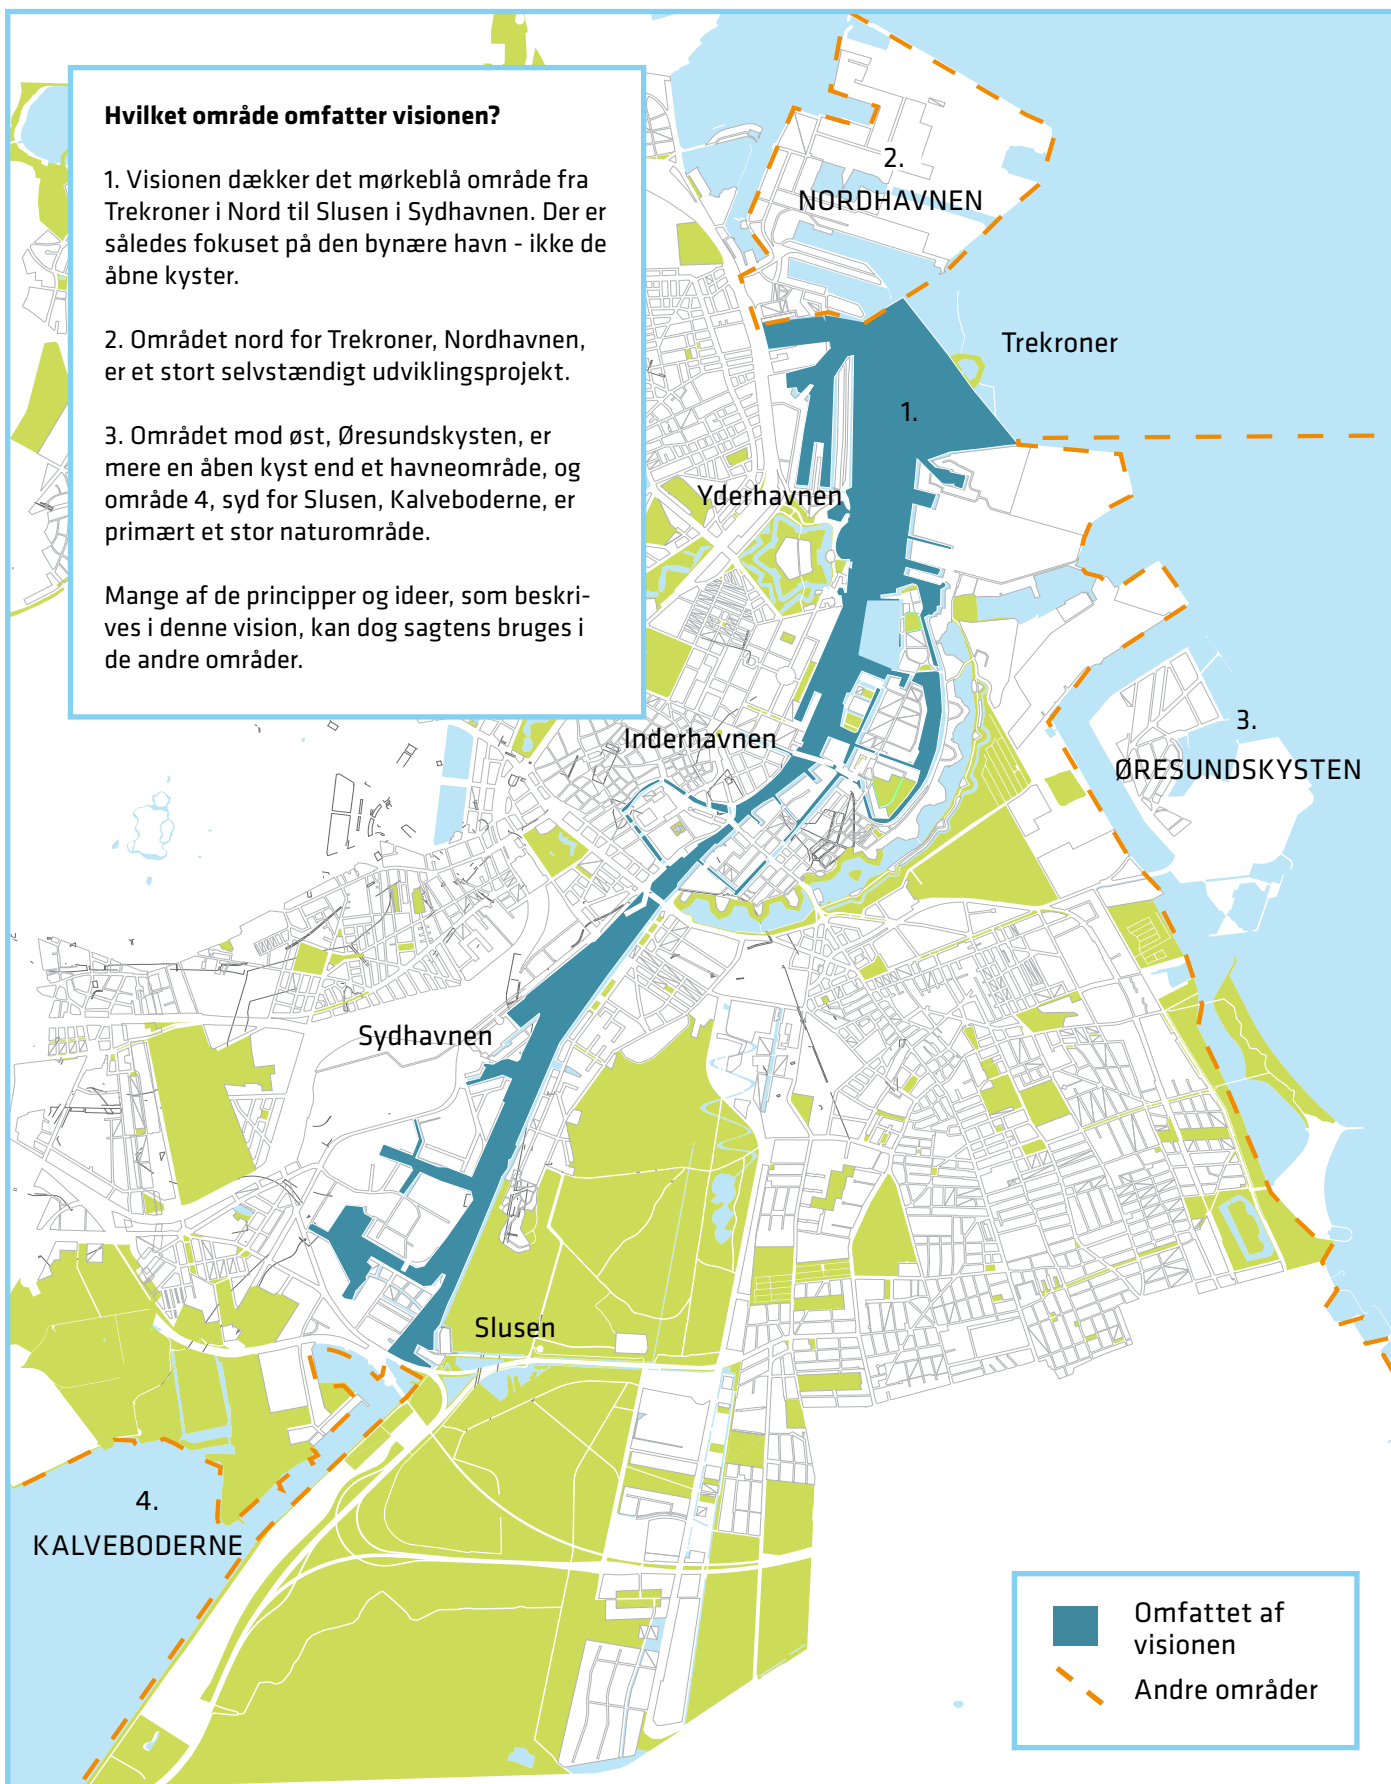 Hvilket område omfatter visionen?
1. Visionen dækker det mørkeblå område fra
Trekroner i Nord til Slusen i Sydhavnen. Der er
således fokuset på den bynære havn - ikke de
åbne kyster.
2. Området nord for Trekroner, Nordhavnen,
er et stort selvstændigt udviklingsprojekt.
3. Området mod øst, Øresundskysten, er
mere en åben kyst end et havneområde, og
område 4, syd for Slusen, Kalveboderne, er
primært et stor naturområde.
Mange af de principper og ideer, som beskri-
ves i denne vision, kan dog sagtens bruges i
de andre områder.
2.
NORDHAVNEN
Trekroner
1.
Yderhavnen
Inderhavnen
3.
ØRESUNDSKYSTEN
Sydhavnen
Slusen
4.
KALVEBODERNE
Omfattet af
visionen
Andre områder